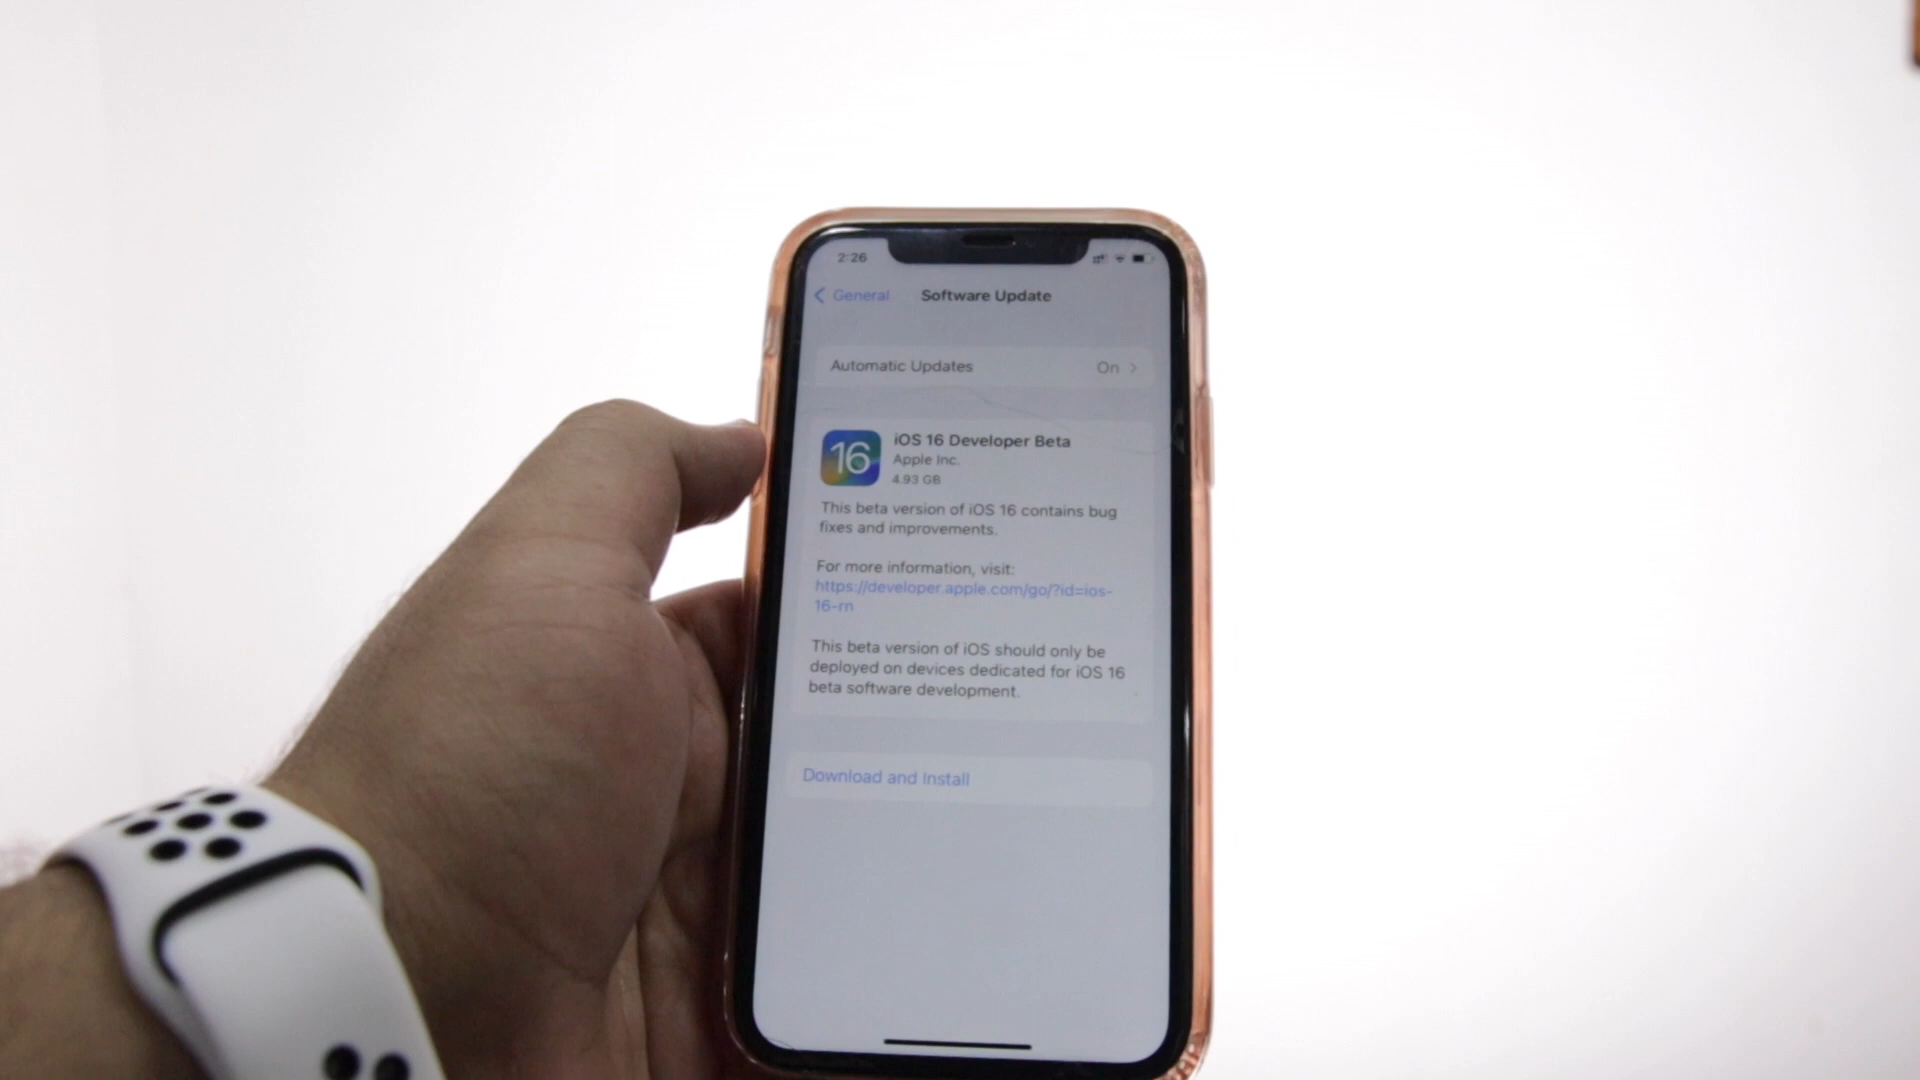 2:26
General
Software Update
Automatic Updates
On
16
iOS 16 Developer Beta
Apple Inc.
4.93 GB
This beta version of iOS 16 contains bug
fixes and improvements.
For more information, visit:
https://developer.apple.com/go/?id=ios-
16-rn
This beta version of iOS should only be
deployed on devices dedicated for iOS 16
beta software development.
Download and Install